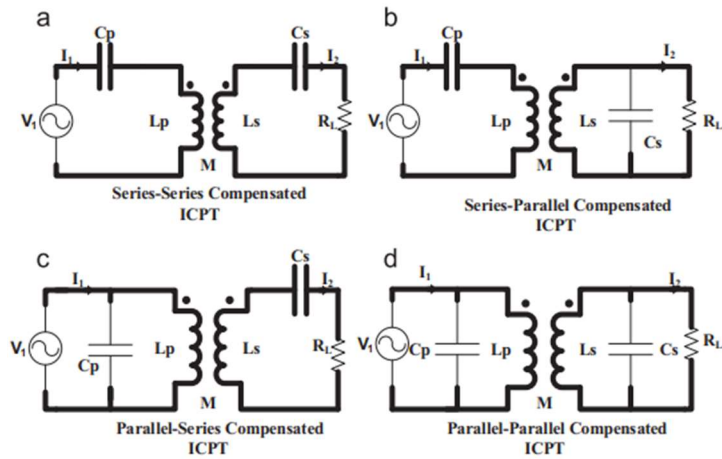 a
Cp
Cs
I1
I2
V1
Lp
Ls
RL
M
Series-Series Compensated
ICPT
b
Cp
I1
I2
V1
Lp
Ls
Cs
RL
M
Series-Parallel Compensated
ICPT
c
Cs
I1
I2
V1
Cp
Lp
Ls
RL
M
Parallel-Series Compensated
ICPT
d
I1
I2
V1
Cp
Lp
Ls
Cs
RL
M
Parallel-Parallel Compensated
ICPT